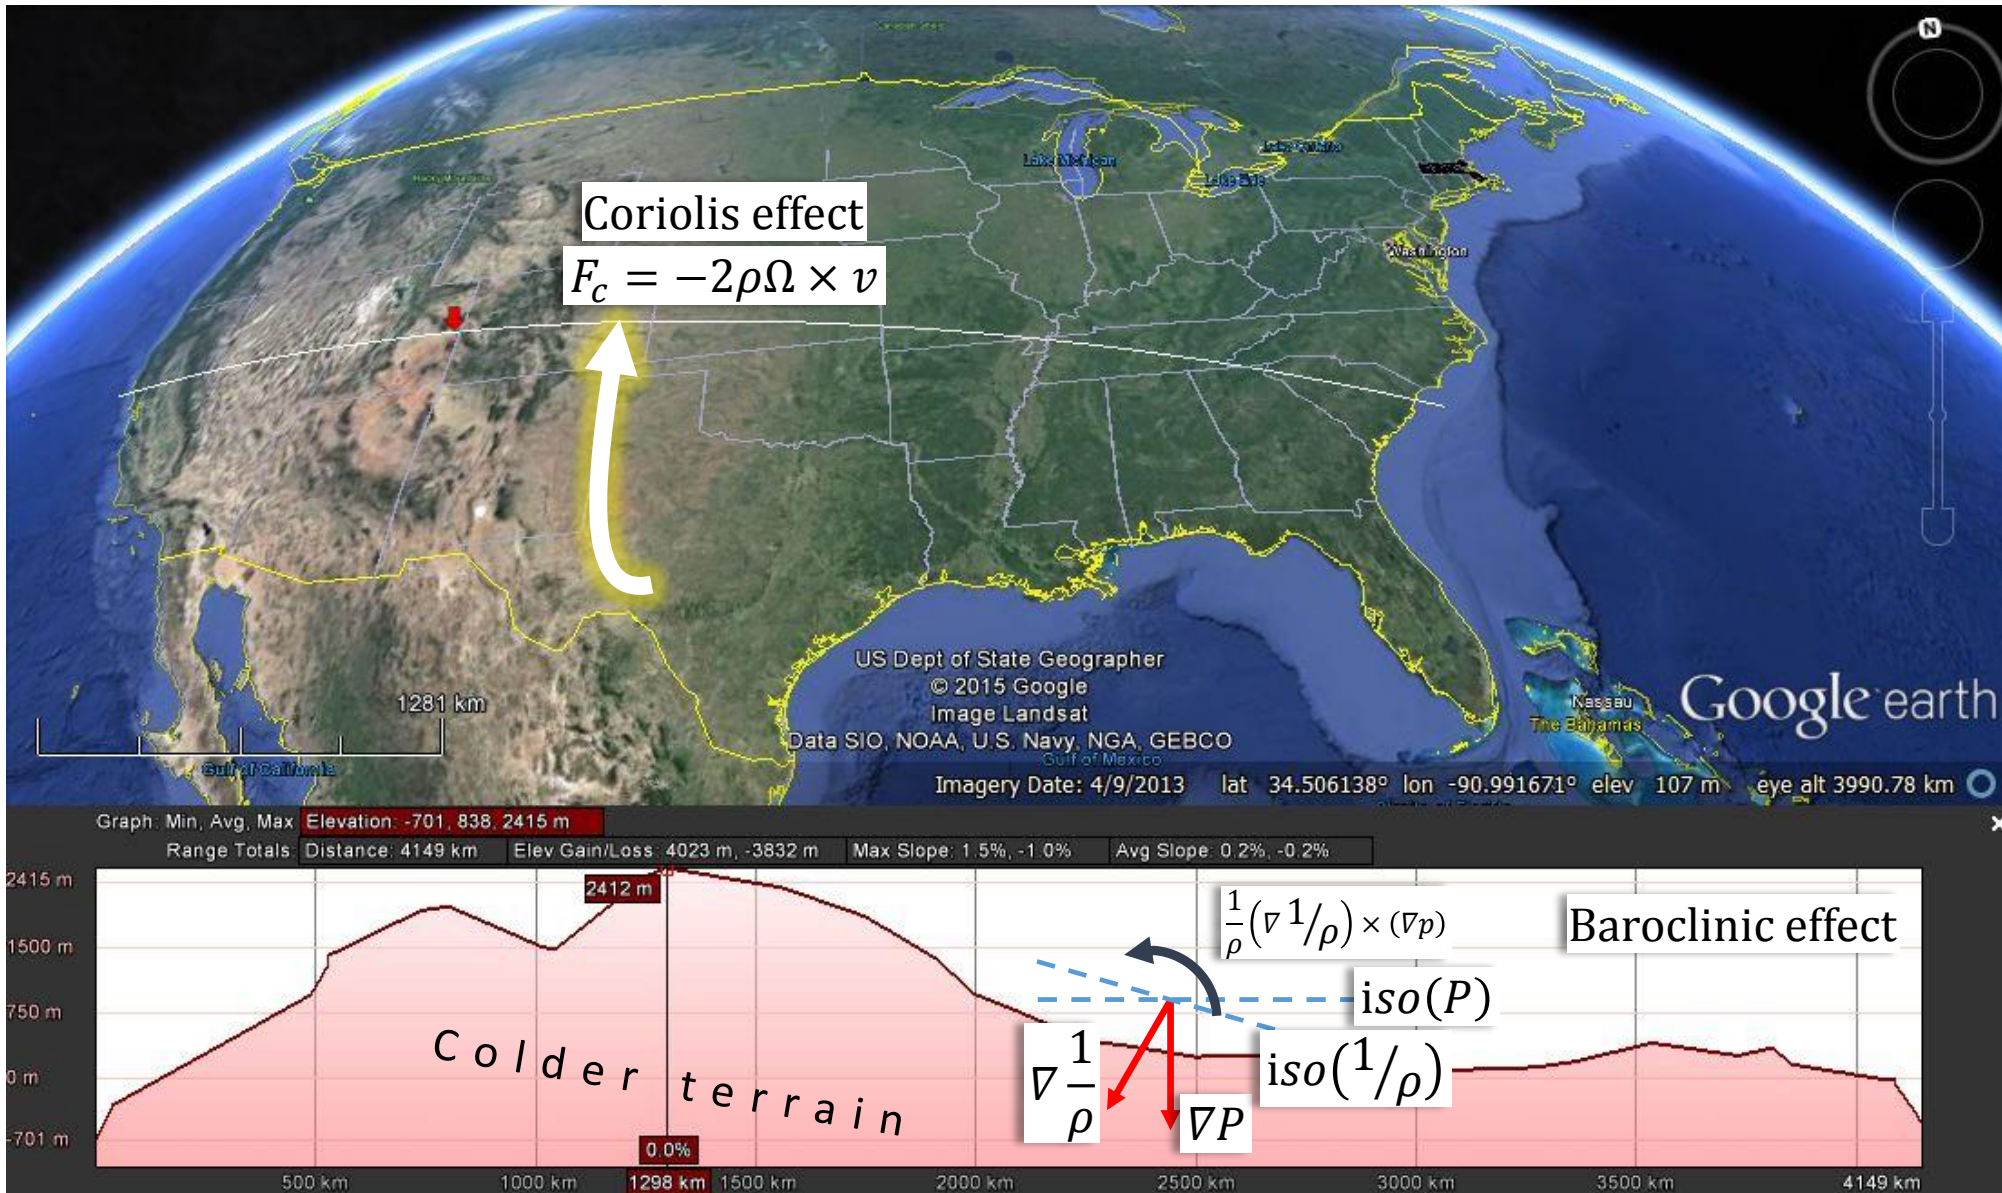 N
Lake Michigan
Lake Erie
Coriolis effect
F_c = −2ρΩ × v
Washington
1281 km
Gulf of California
US Dept of State Geographer
© 2015 Google
Image Landsat
Data SIO, NOAA, U.S. Navy, NGA, GEBCO
Gulf of Mexico
Nassau
The Bahamas
Google earth
Imagery Date: 4/9/2013 lat 34.506138° lon -90.991671° elev 107 m eye alt 3990.78 km
Graph: Min, Avg, Max Elevation: -701, 838, 2415 m
Range Totals: Distance: 4149 km Elev Gain/Loss: 4023 m, -3832 m Max Slope: 1.5%, -1.0% Avg Slope: 0.2%, -0.2%
2415 m
2412 m
1500 m
750 m
0 m
-701 m
1/ρ (∇ 1/ρ) × (∇p)
Baroclinic effect
iso(P)
iso(1/ρ)
∇ 1/ρ
∇P
Colder terrain
0.0%
500 km 1000 km 1298 km 1500 km 2000 km 2500 km 3000 km 3500 km 4149 km